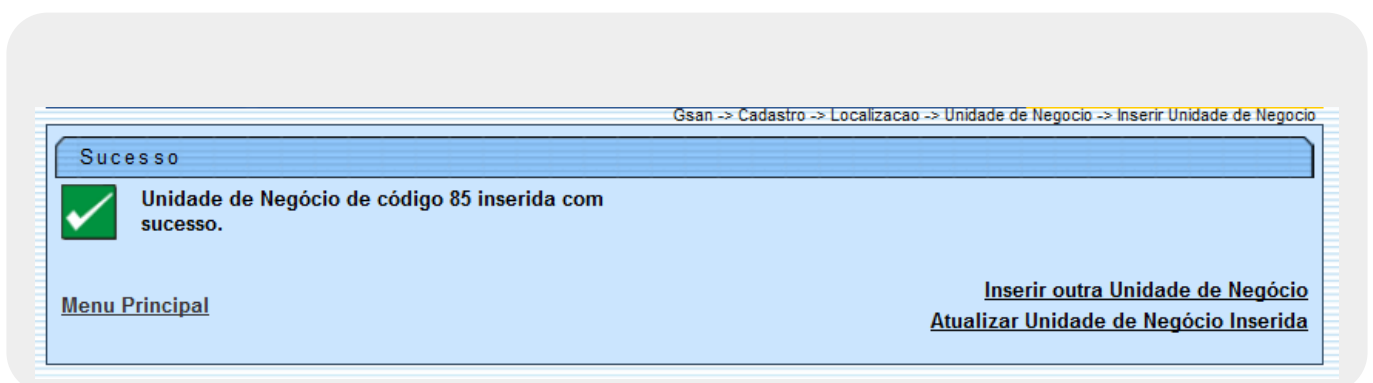 Gsan -> Cadastro -> Localizacao -> Unidade de Negocio -> Inserir Unidade de Negocio
Sucesso
Unidade de Negócio de código 85 inserida com
sucesso.
Inserir outra Unidade de Negócio
Menu Principal
Atualizar Unidade de Negócio Inserida